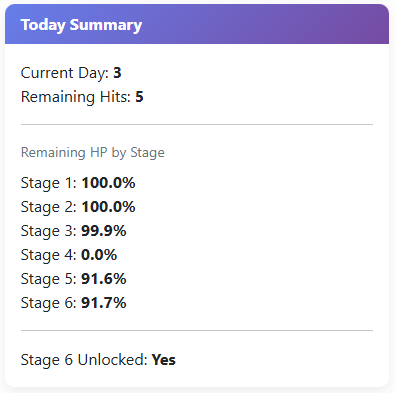 Today Summary
Current Day: 3
Remaining Hits: 5
Remaining HP by Stage
Stage 1: 100.0%
Stage 2: 100.0%
Stage 3: 99.9%
Stage 4: 0.0%
Stage 5: 91.6%
Stage 6: 91.7%
Stage 6 Unlocked: Yes